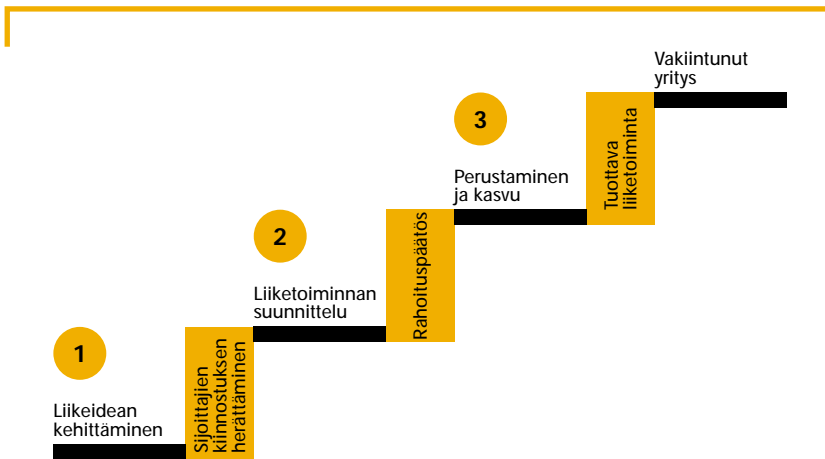 1
Liikeidean
kehittäminen
Sijoittajien
kiinnostuksen
herättäminen
2
Liiketoiminnan
suunnittelu
Rahoituspäätös
3
Perustaminen
ja kasvu
Tuottava
liiketoiminta
Vakiintunut
yritys